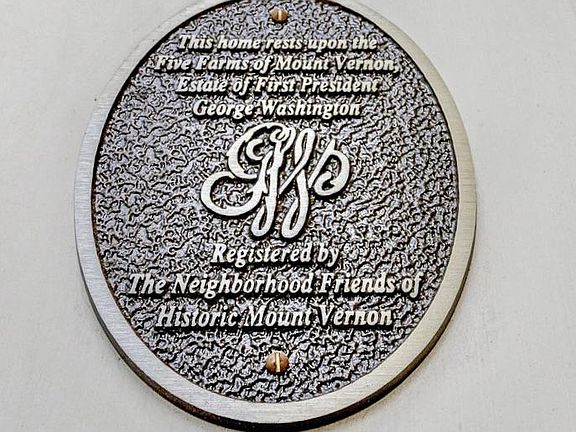 This home rests upon the
Five Farms of Mount Vernon,
Estate of First President
George Washington
Registered by
The Neighborhood Friends of
Historic Mount Vernon